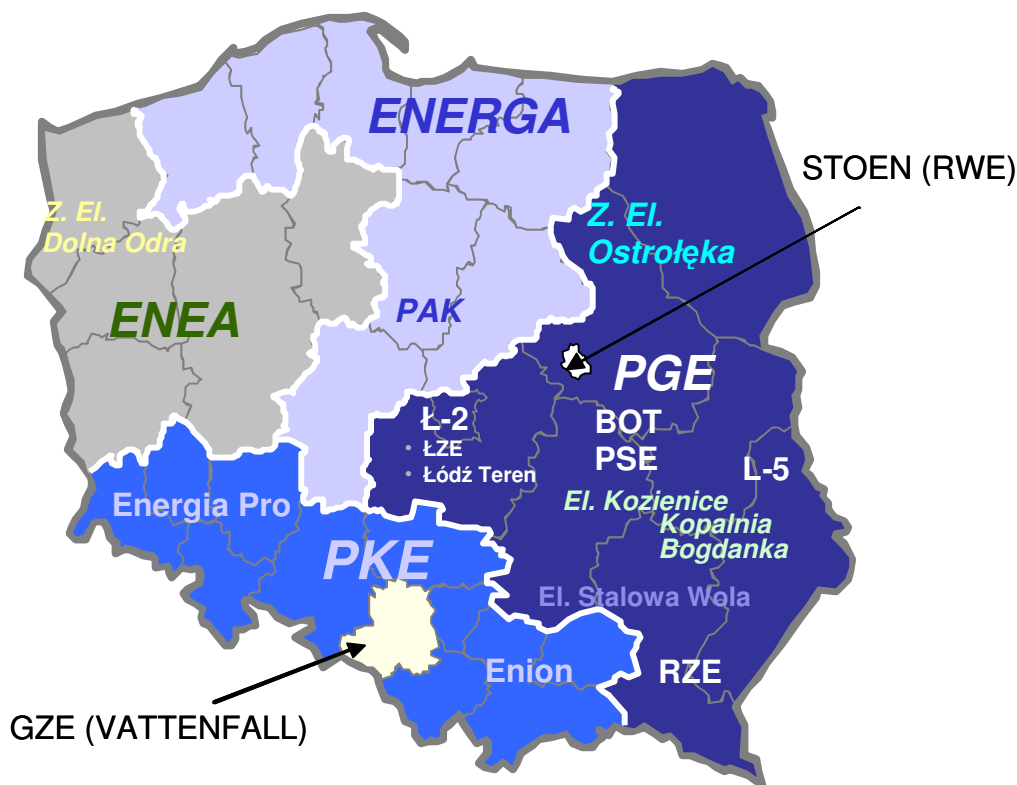 ENERGA
STOEN (RWE)
Z. El.
Dolna Odra
Z. El.
Ostrołęka
ENEA
PAK
PGE
Ł-2
• ŁZE
• Łódź Teren
BOT
PSE
L-5
El. Kozienice
Kopalnia
Bogdanka
Energia Pro
PKE
El. Stalowa Wola
Enion
RZE
GZE (VATTENFALL)